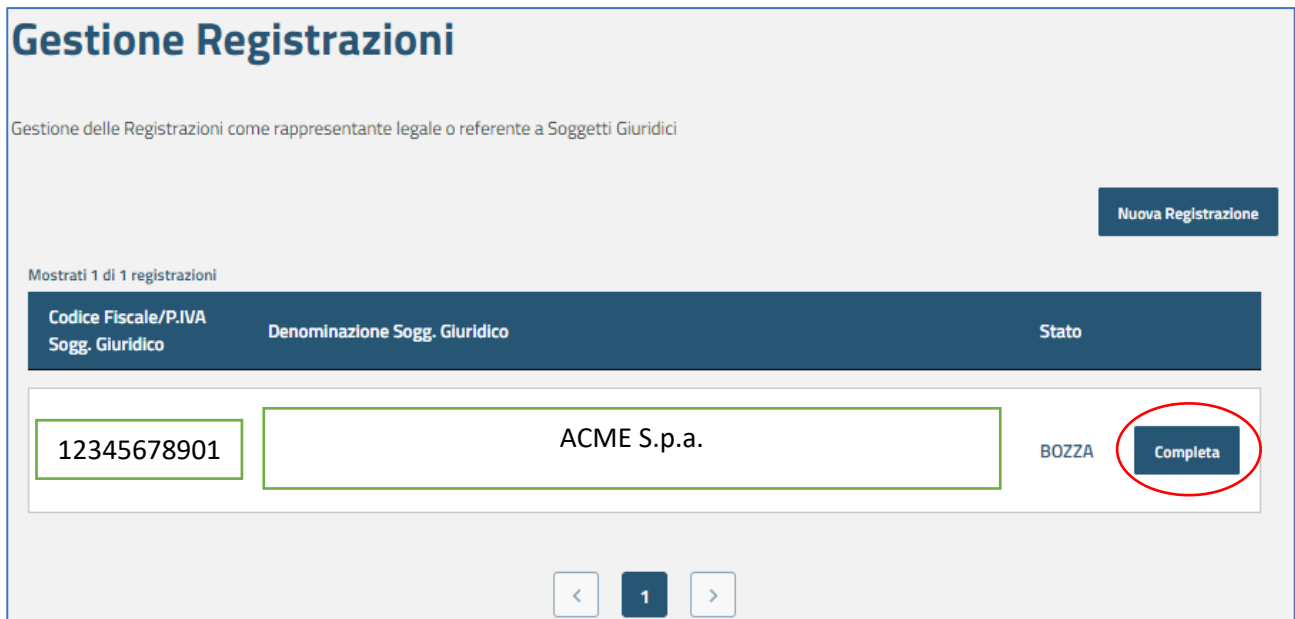 Gestione Registrazioni
Gestione delle Registrazioni come rappresentante legale o referente a Soggetti Giuridici
Nuova Registrazione
Mostrati 1 di 1 registrazioni
Codice Fiscale/P.IVA
Sogg. Giuridico
Denominazione Sogg. Giuridico
Stato
12345678901
ACME S.p.a.
BOZZA
Completa
< 1 >